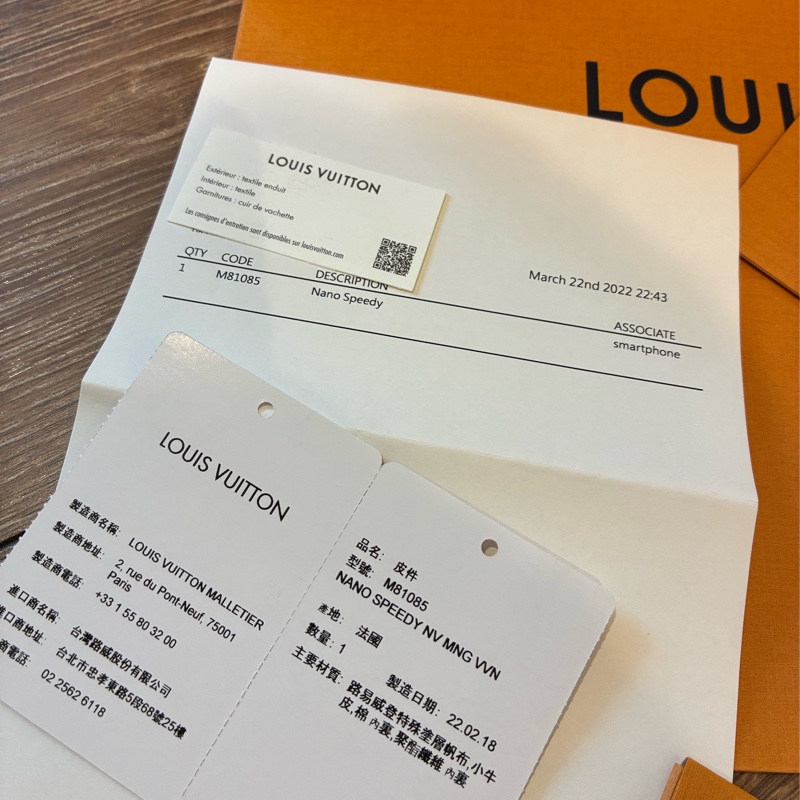 LOUI
LOUIS VUITTON
Extérieur : textile enduit
Intérieur : textile
Garnitures : cuir de vachette
Les consignes d'entretien sont disponibles sur louisvuitton.com
March 22nd 2022 22:43
QTY CODE DESCRIPTION ASSOCIATE
1 M81085 Nano Speedy smartphone
LOUIS VUITTON
製造商名稱: LOUIS VUITTON MALLETIER
製造商地址: 2, rue du Pont-Neuf, 75001
Paris
製造商電話: +33 1 55 80 32 00
進口商名稱: 台灣路威股份有限公司
進口商地址: 台北市忠孝東路5段68號25樓
商電話: 02 2562 6118
品名: 皮件
型號: M81085
NANO SPEEDY NV MNG VVN
產地: 法國
數量: 1 製造日期: 22.02.18
主要材質: 路易威登特殊塗層帆布,小牛
皮,棉 內裏,聚酯纖維 內裏